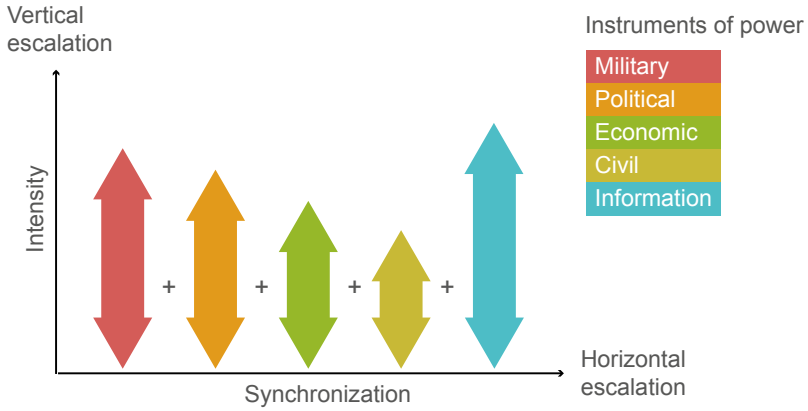 Vertical
escalation
Instruments of power
Military
Political
Economic
Civil
Information
Intensity
+ + + +
Synchronization
Horizontal
escalation